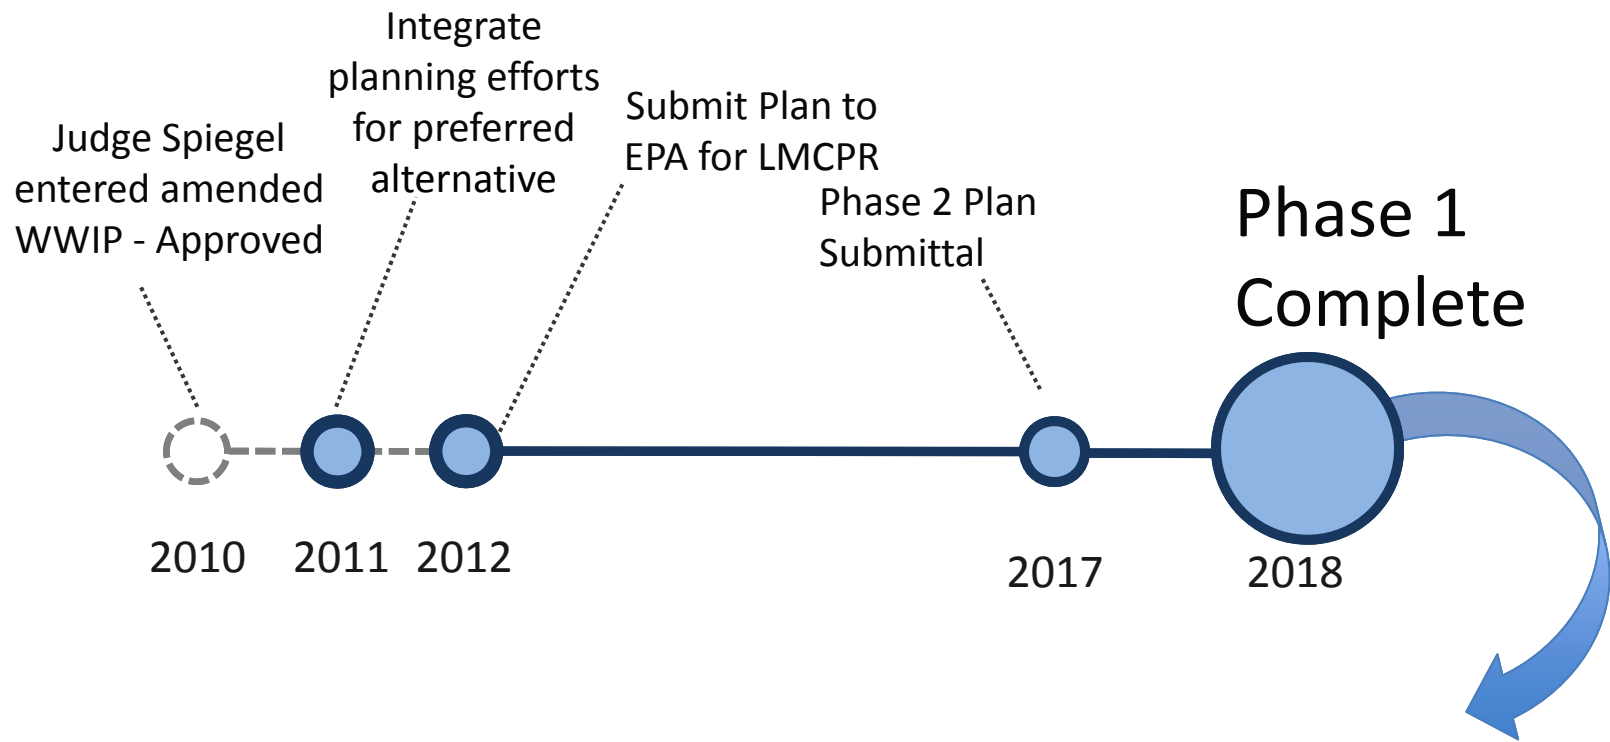 Judge Spiegel
entered amended
WWIP - Approved
Integrate
planning efforts
for preferred
alternative
Submit Plan to
EPA for LMCPR
Phase 2 Plan
Submittal
Phase 1
Complete
2010
2011
2012
2017
2018